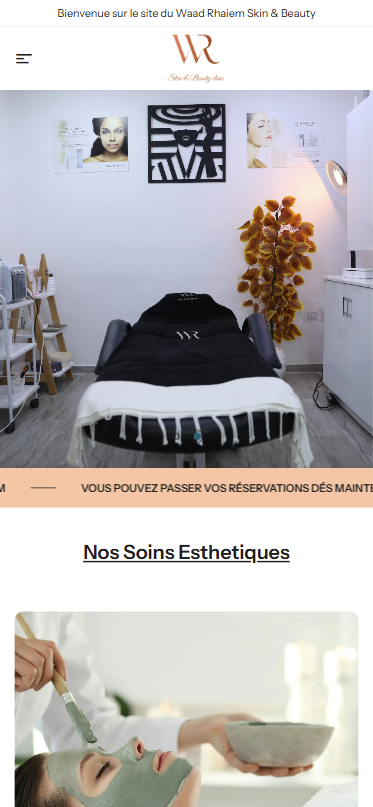 Bienvenue sur le site du Waad Rhaiem Skin & Beauty
WR
Skin & Beauty clinic
WR
M —— VOUS POUVEZ PASSER VOS RÉSERVATIONS DÉS MAINTE
Nos Soins Esthetiques